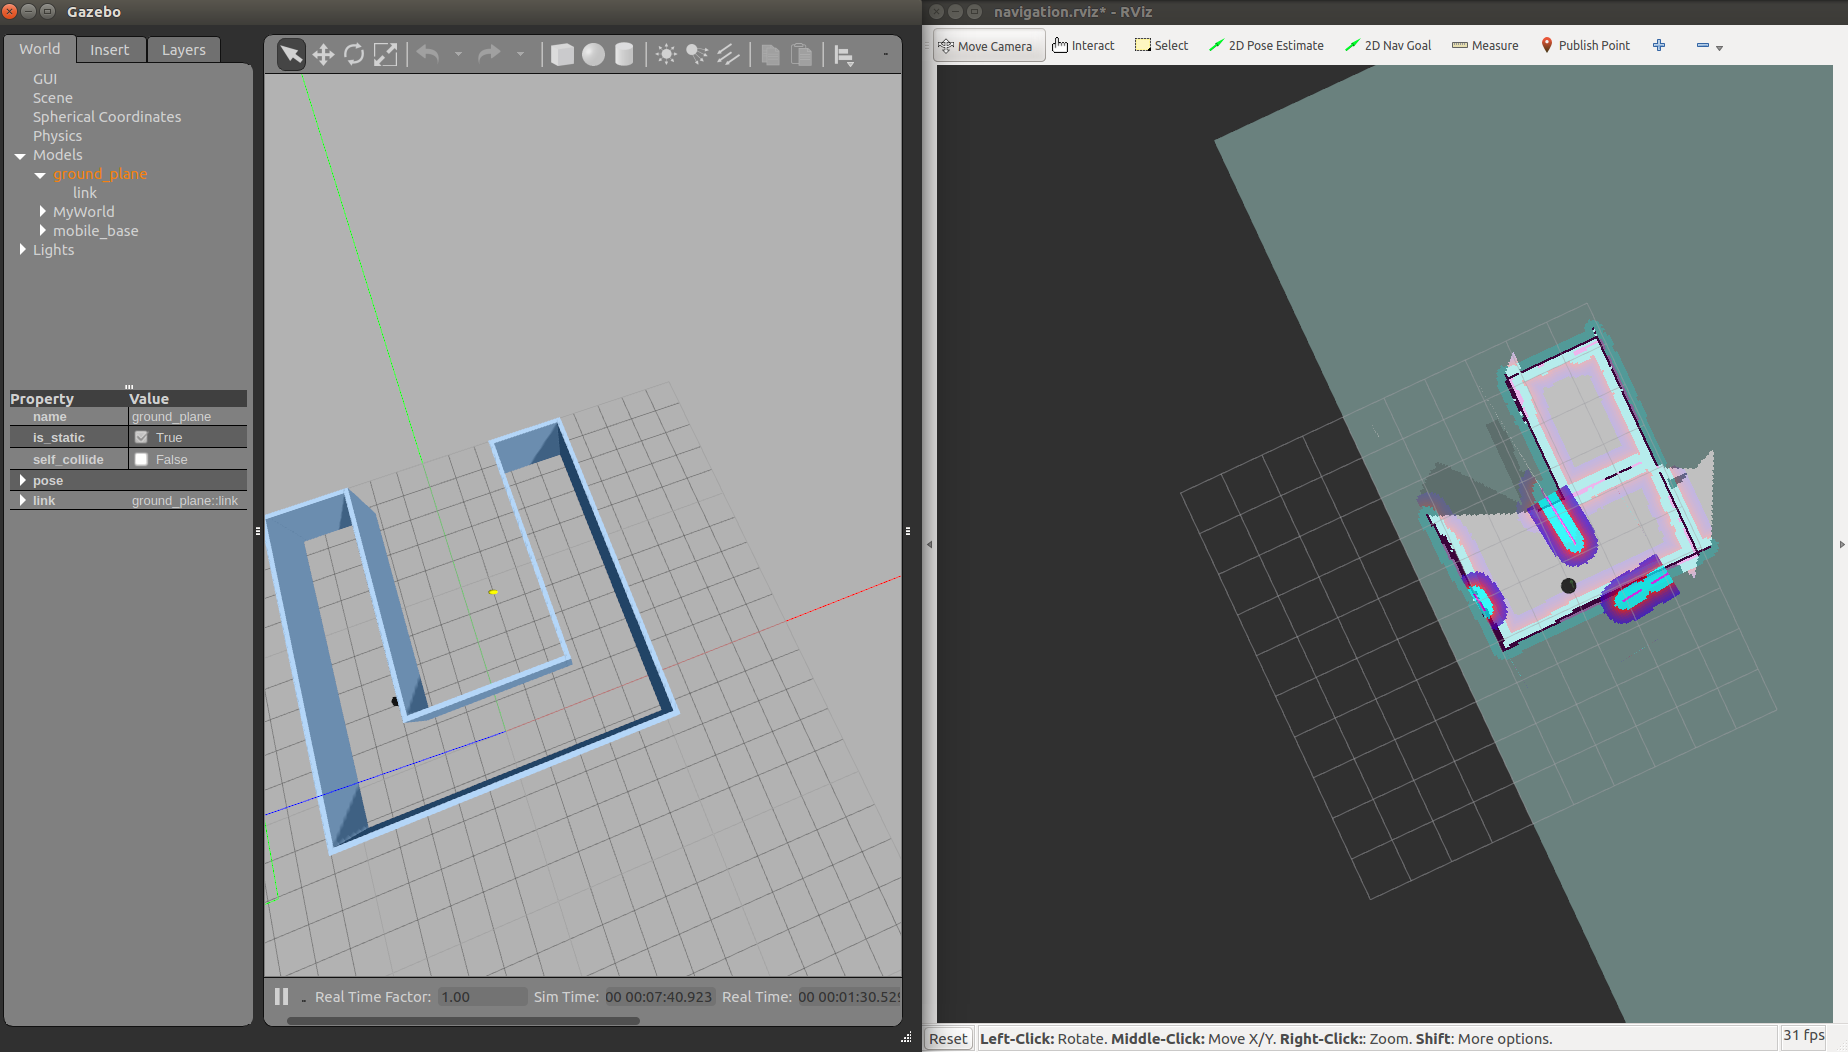 Gazebo
World Insert Layers
GUI
Scene
Spherical Coordinates
Physics
Models
ground_plane
link
MyWorld
mobile_base
Lights
Property Value
name ground_plane
is_static True
self_collide False
pose
link ground_plane::link
Real Time Factor: 1.00 Sim Time: 00 00:07:40.923 Real Time: 00 00:01:30.529
navigation.rviz* - RViz
Move Camera Interact Select 2D Pose Estimate 2D Nav Goal Measure Publish Point
Reset Left-Click: Rotate. Middle-Click: Move X/Y. Right-Click:: Zoom. Shift: More options. 31 fps